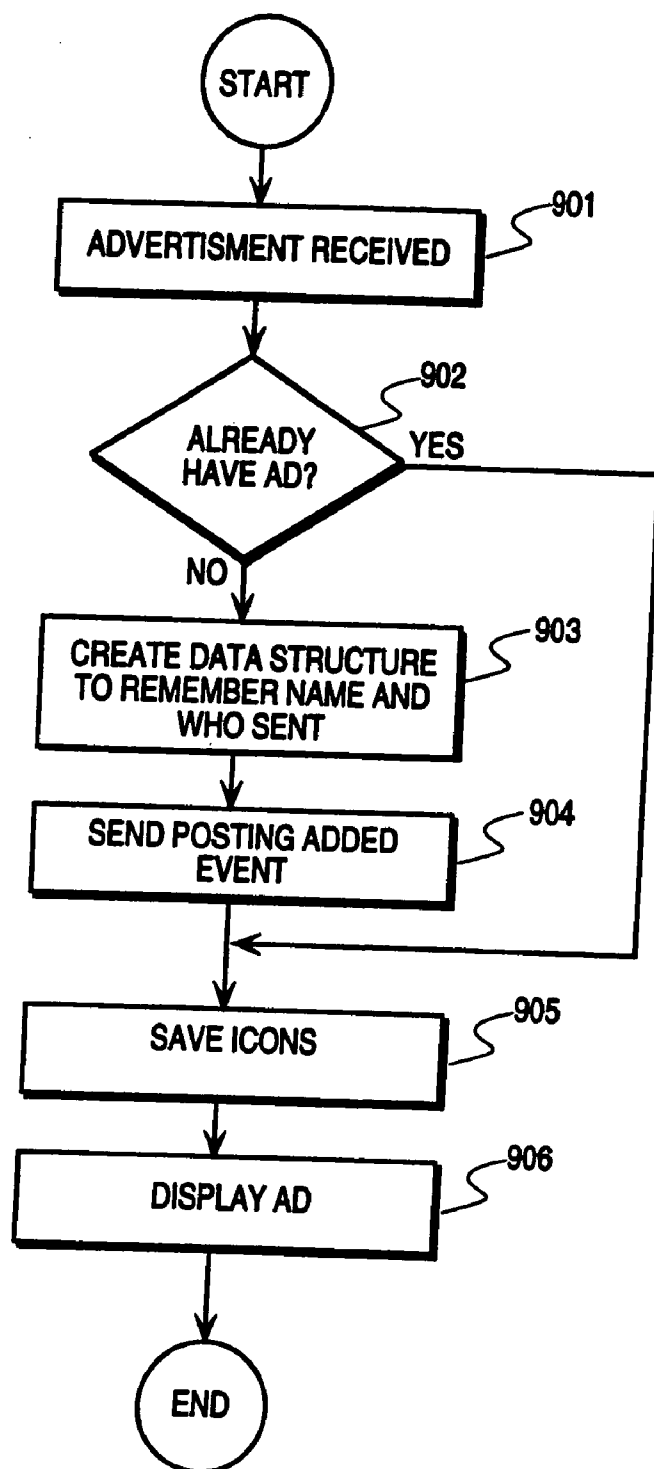 START
901
ADVERTISMENT RECEIVED
902
ALREADY
HAVE AD?
YES
NO
903
CREATE DATA STRUCTURE
TO REMEMBER NAME AND
WHO SENT
904
SEND POSTING ADDED
EVENT
905
SAVE ICONS
906
DISPLAY AD
END